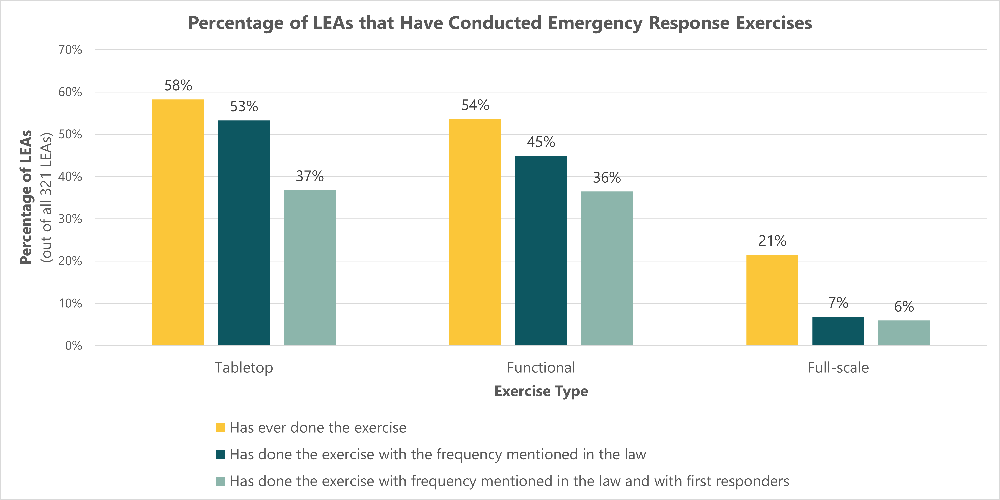 Percentage of LEAs that Have Conducted Emergency Response Exercises
Percentage of LEAs
(out of all 321 LEAs)
70%
60%
50%
40%
30%
20%
10%
0%
58%
53%
37%
54%
45%
36%
21%
7%
6%
Tabletop
Functional
Full-scale
Exercise Type
Has ever done the exercise
Has done the exercise with the frequency mentioned in the law
Has done the exercise with frequency mentioned in the law and with first responders